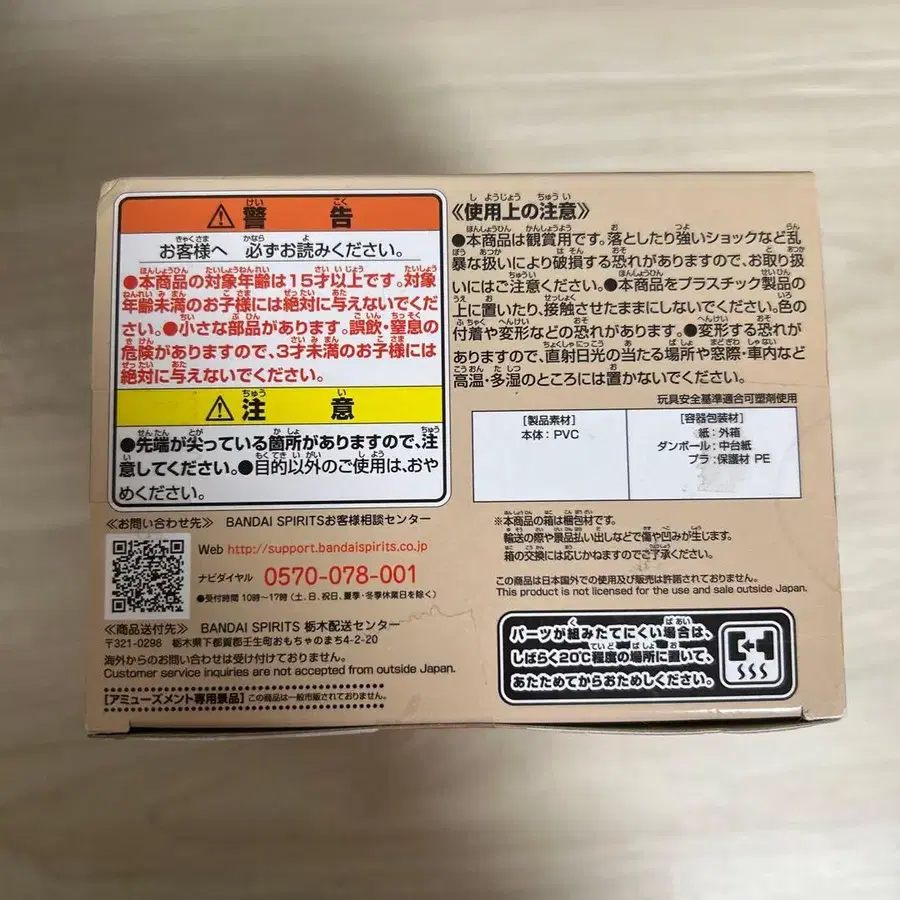 ⚠警告
お客様へ 必ずお読みください。
●本商品の対象年齢は15才以上です。対象
年齢未満のお子様には絶対に与えないでくだ
さい。●小さな部品があります。誤飲・窒息の
危険がありますので、3才未満のお子様には
絶対に与えないでください。
⚠注意
●先端が尖っている箇所がありますので、注
意してください。●目的以外のご使用は、おや
めください。
≪お問い合わせ先≫ BANDAI SPIRITSお客様相談センター
Web http://support.bandaispirits.co.jp
ナビダイヤル 0570-078-001
●受付時間 10時〜17時(土、日、祝日、夏季・冬季休業日を除く)
≪商品送付先≫ BANDAI SPIRITS 栃木配送センター
〒321-0298 栃木県下都賀郡壬生町おもちゃのまち4-2-20
海外からのお問い合わせは受け付けておりません。
Customer service inquiries are not accepted from outside Japan.
【アミューズメント専用景品】この商品は一般市販されておりません。
≪使用上の注意≫
●本商品は観賞用です。落としたり強いショックなど乱
暴な扱いにより破損する恐れがありますので、お取り扱
いにはご注意ください。●本商品をプラスチック製品の
上に置いたり、接触させたままにしないでください。色の
付着や変形などの恐れがあります。●変形する恐れが
ありますので、直射日光の当たる場所や窓際・車内など
高温・多湿のところには置かないでください。
玩具安全基準適合可塑剤使用
[製品素材]
本体:PVC
[容器包装材]
紙:外箱
ダンボール:中台紙
プラ:保護材 PE
※本商品の箱は梱包材です。
輸送の際や景品払い出しなどで傷や凹みが生じます。
箱の交換には応じかねますのでご了承ください。
この商品は日本国外での使用及び販売は許諾されておりません。
This product is not licensed for the use and sale outside Japan.
パーツが組みたてにくい場合は、
しばらく20℃程度の場所に置いて、
あたためてからおためしください。